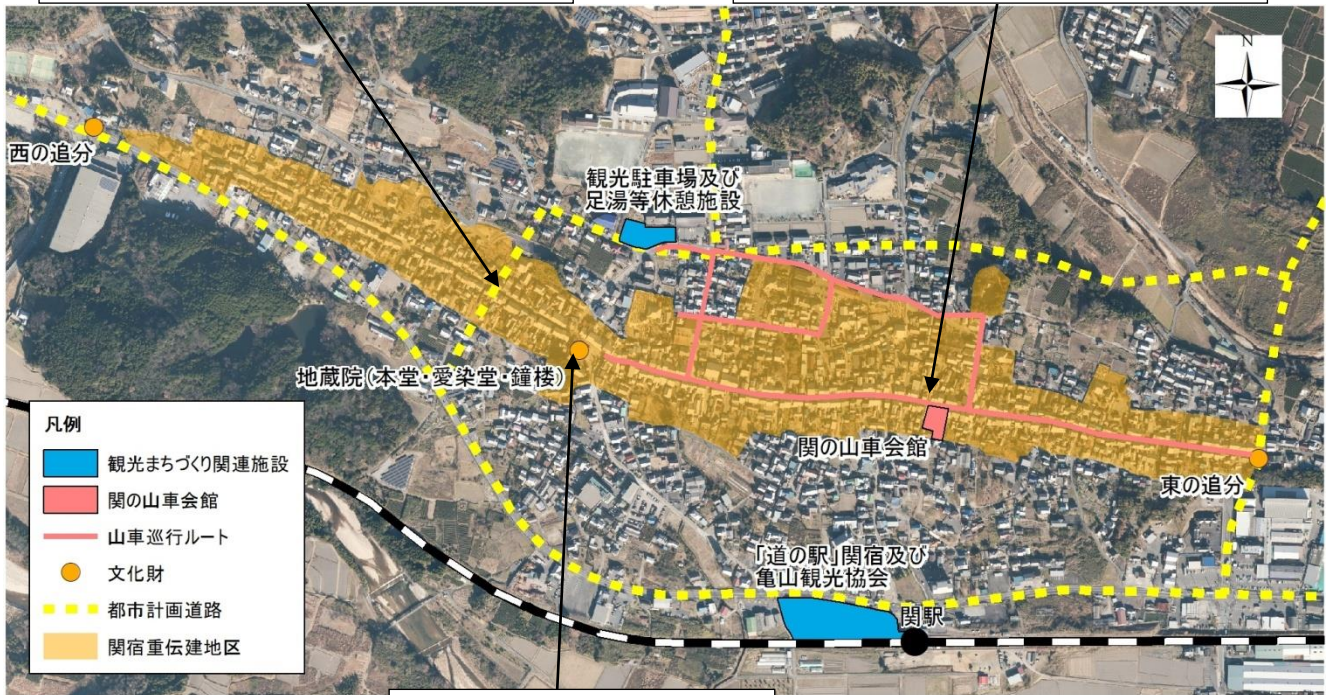 N
西の追分
観光駐車場及び
足湯等休憩施設
地蔵院(本堂・愛染堂・鐘楼)
関の山車会館
東の追分
「道の駅」関宿及び
亀山観光協会
関駅
凡例
観光まちづくり関連施設
関の山車会館
山車巡行ルート
文化財
都市計画道路
関宿重伝建地区